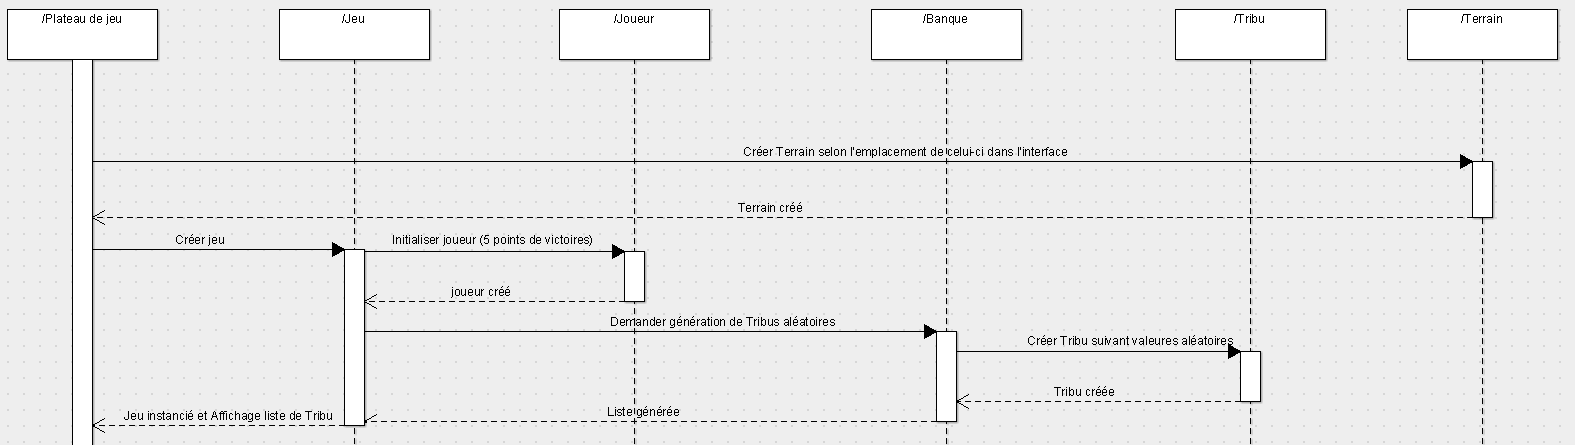 /Plateau de jeu
/Jeu
/Joueur
/Banque
/Tribu
/Terrain
Créer Terrain selon l'emplacement de celui-ci dans l'interface
Terrain créé
Créer jeu
Initialiser joueur (5 points de victoires)
joueur créé
Demander génération de Tribus aléatoires
Créer Tribu suivant valeures aléatoires
Tribu créée
Liste générée
Jeu instancié et Affichage liste de Tribu